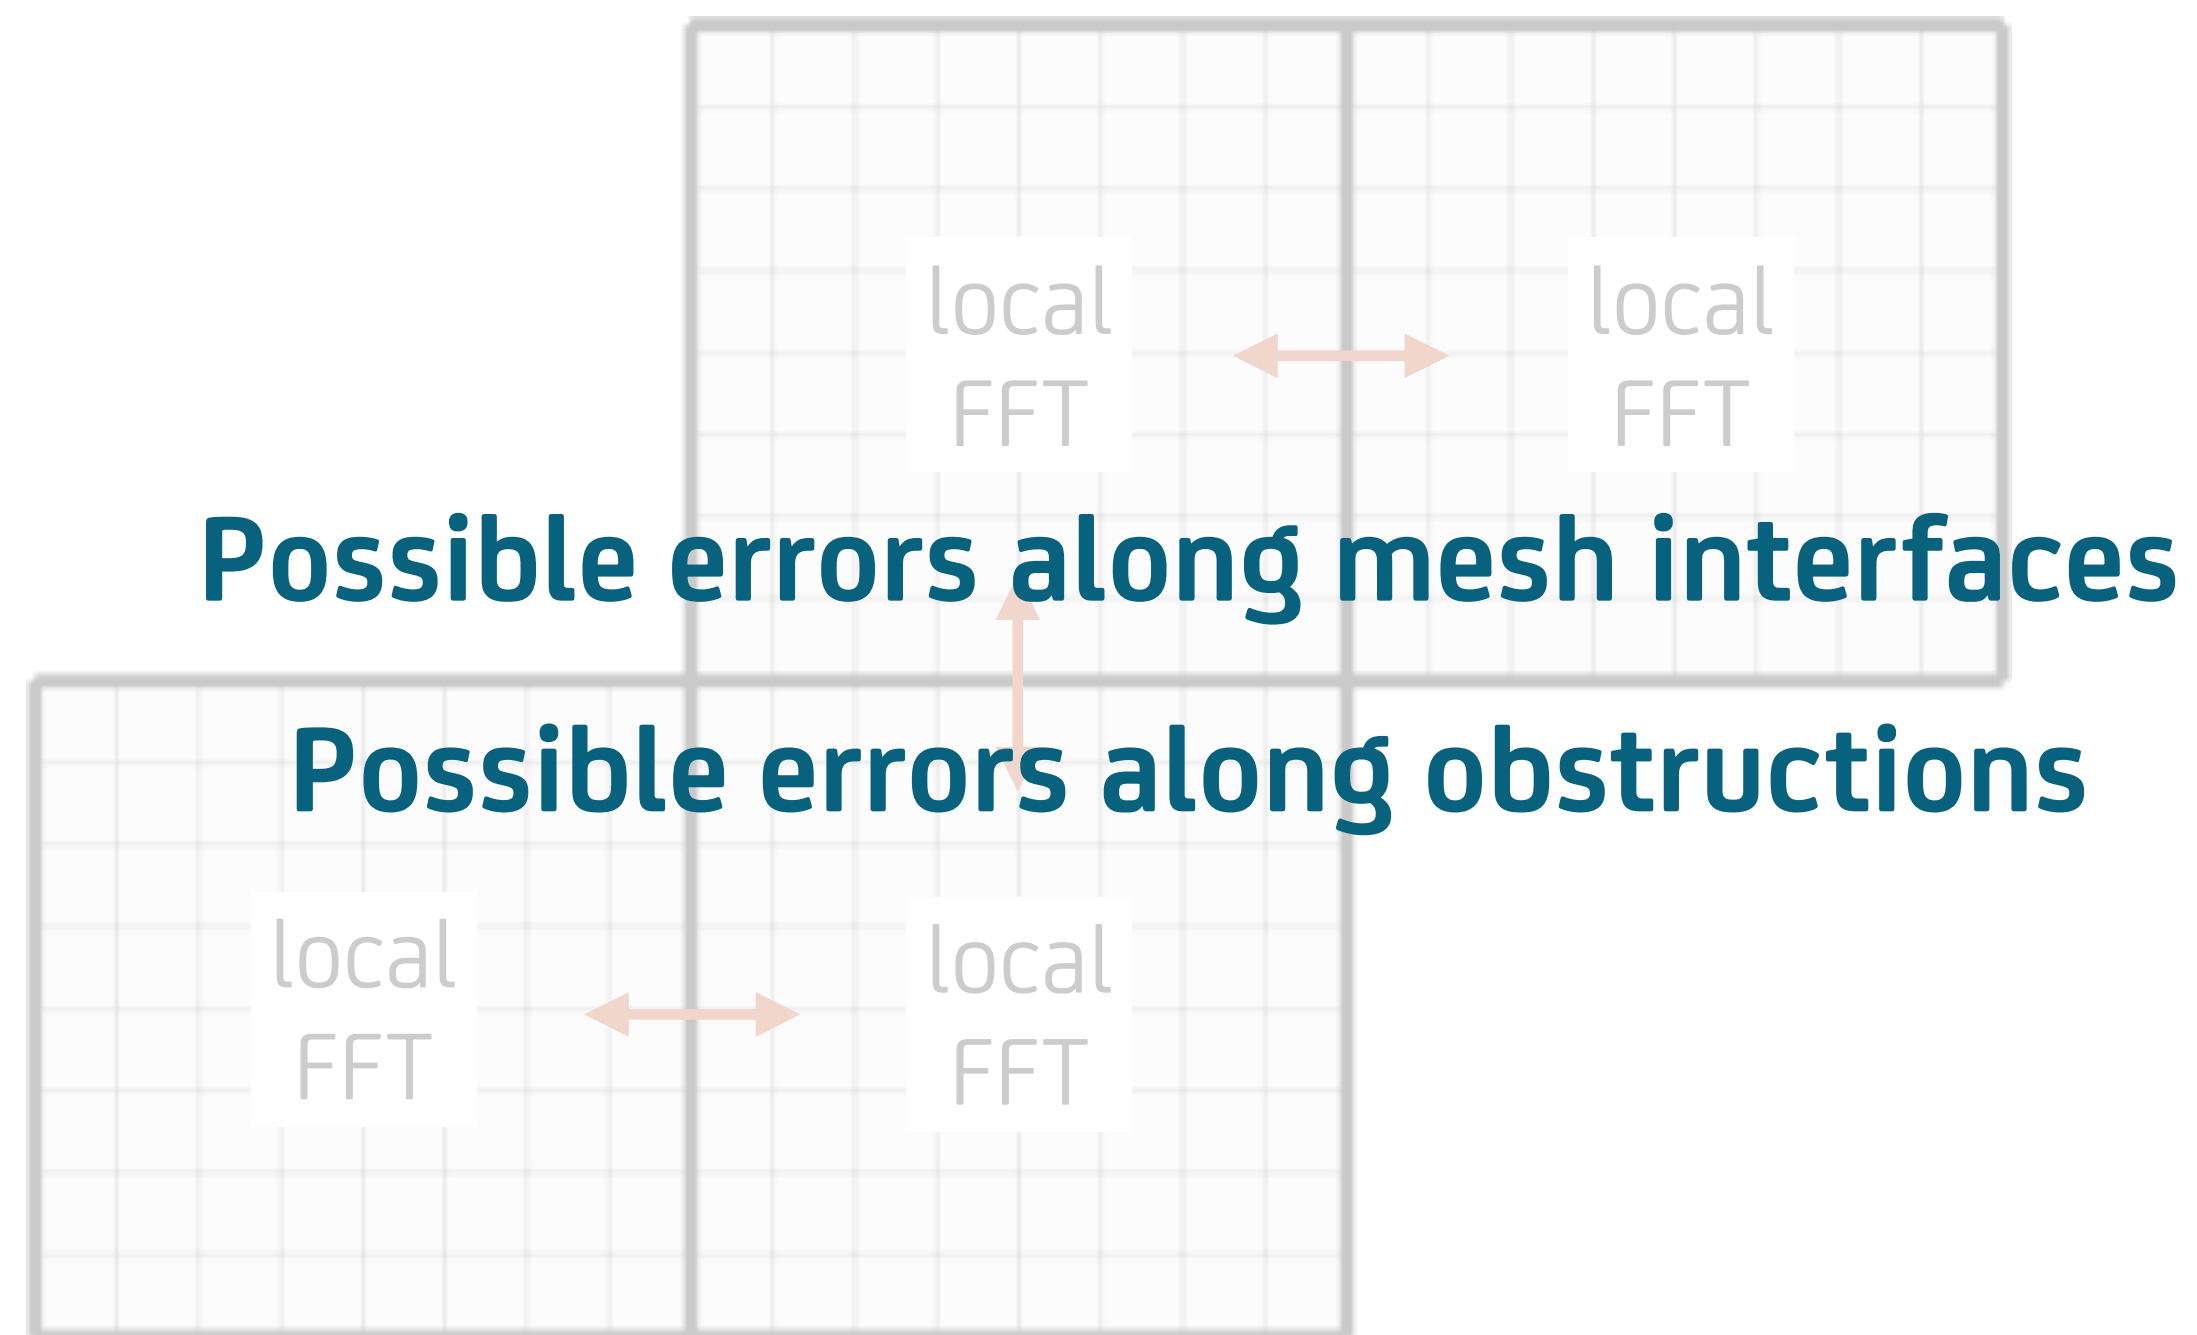 local
FFT
local
FFT
Possible errors along mesh interfaces
Possible errors along obstructions
local
FFT
local
FFT